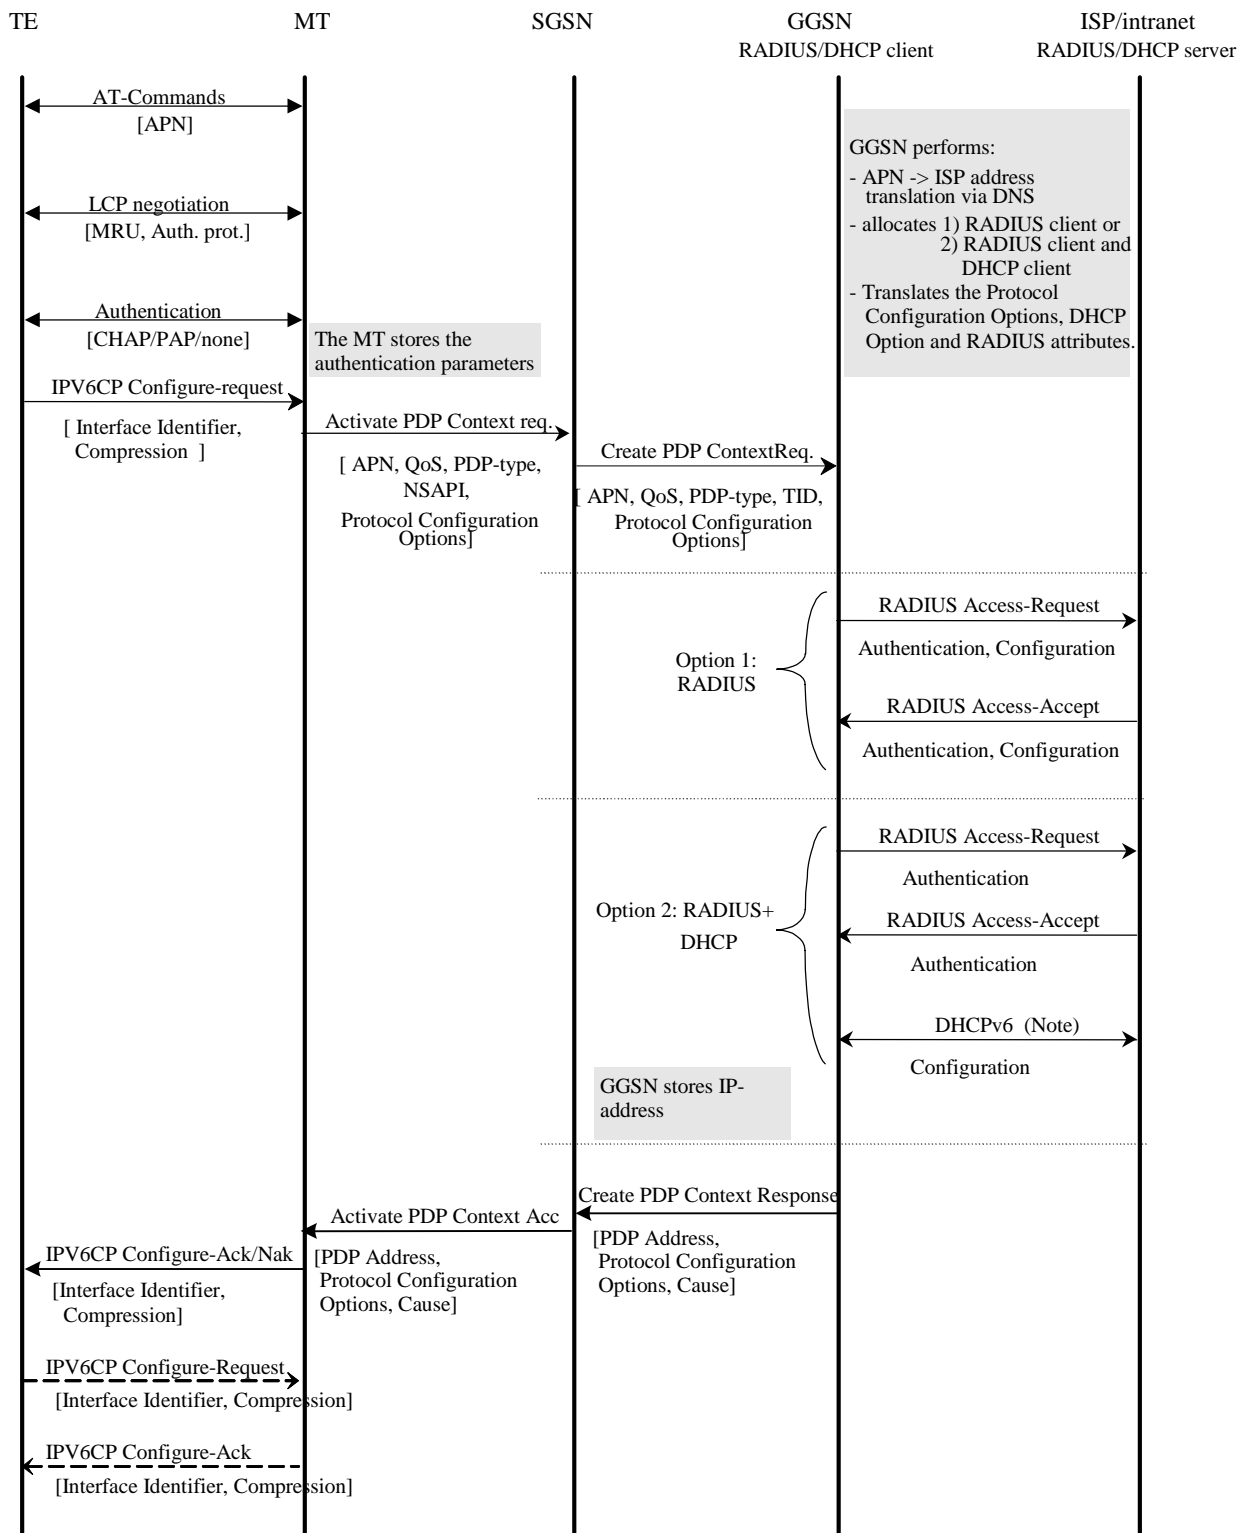 TE
MT
SGSN
GGSN
ISP/intranet
RADIUS/DHCP client
RADIUS/DHCP server
AT-Commands
[APN]
LCP negotiation
[MRU, Auth. prot.]
Authentication
[CHAP/PAP/none]
GGSN performs:
- APN -> ISP address
translation via DNS
- allocates 1) RADIUS client or
2) RADIUS client and
DHCP client
- Translates the Protocol
Configuration Options, DHCP
Option and RADIUS attributes.
The MT stores the
authentication parameters
IPV6CP Configure-request
[ Interface Identifier,
Compression ]
Activate PDP Context req.
[ APN, QoS, PDP-type,
NSAPI,
Protocol Configuration
Options]
Create PDP ContextReq.
[ APN, QoS, PDP-type, TID,
Protocol Configuration
Options]
Option 1:
RADIUS
RADIUS Access-Request
Authentication, Configuration
RADIUS Access-Accept
Authentication, Configuration
Option 2: RADIUS+
DHCP
RADIUS Access-Request
Authentication
RADIUS Access-Accept
Authentication
DHCPv6 (Note)
Configuration
GGSN stores IP-
address
Create PDP Context Response
[PDP Address,
Protocol Configuration
Options, Cause]
Activate PDP Context Acc
[PDP Address,
Protocol Configuration
Options, Cause]
IPV6CP Configure-Ack/Nak
[Interface Identifier,
Compression]
IPV6CP Configure-Request
[Interface Identifier, Compression]
IPV6CP Configure-Ack
[Interface Identifier, Compression]